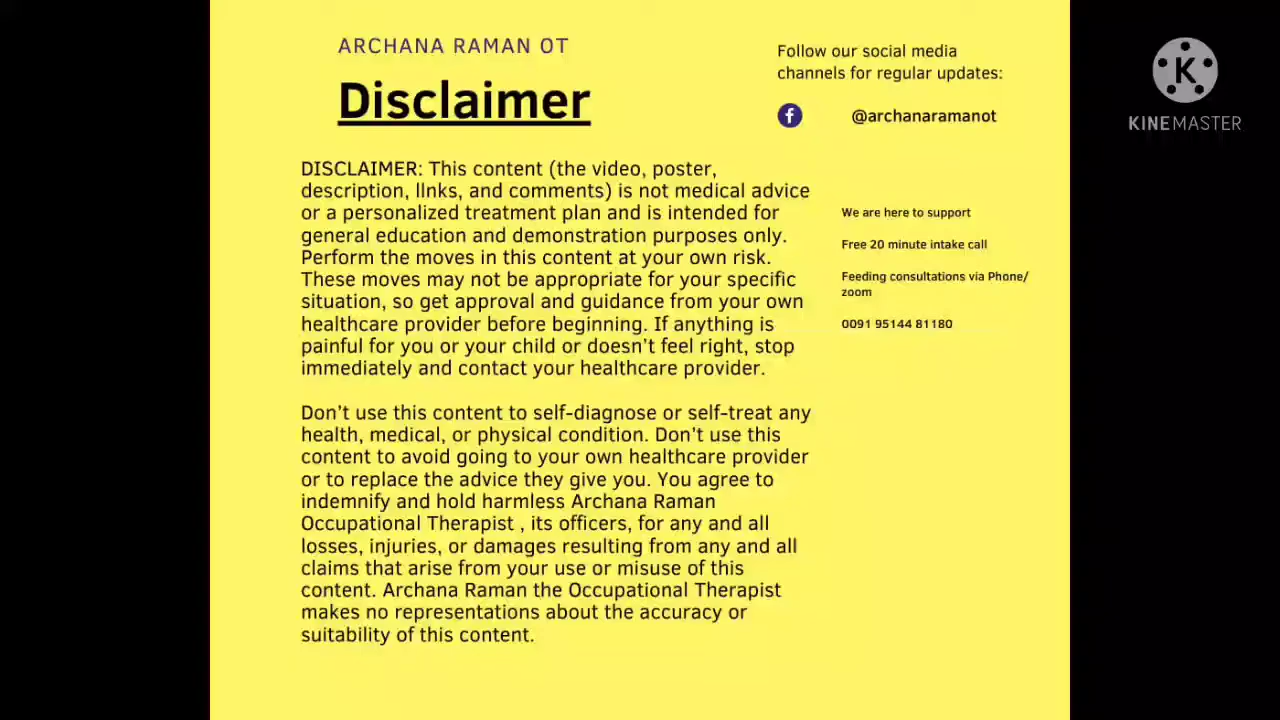 ARCHANA RAMAN OT
Disclaimer
DISCLAIMER: This content (the video, poster,
description, lInks, and comments) is not medical advice
or a personalized treatment plan and is intended for
general education and demonstration purposes only.
Perform the moves in this content at your own risk.
These moves may not be appropriate for your specific
situation, so get approval and guidance from your own
healthcare provider before beginning. If anything is
painful for you or your child or doesn't feel right, stop
immediately and contact your healthcare provider.
Don't use this content to self-diagnose or self-treat any
health, medical, or physical condition. Don't use this
content to avoid going to your own healthcare provider
or to replace the advice they give you. You agree to
indemnify and hold harmless Archana Raman
Occupational Therapist , its officers, for any and all
losses, injuries, or damages resulting from any and all
claims that arise from your use or misuse of this
content. Archana Raman the Occupational Therapist
makes no representations about the accuracy or
suitability of this content.
Follow our social media
channels for regular updates:
f @archanaramanot
We are here to support
Free 20 minute intake call
Feeding consultations via Phone/
zoom
0091 95144 81180
K
KINEMASTER